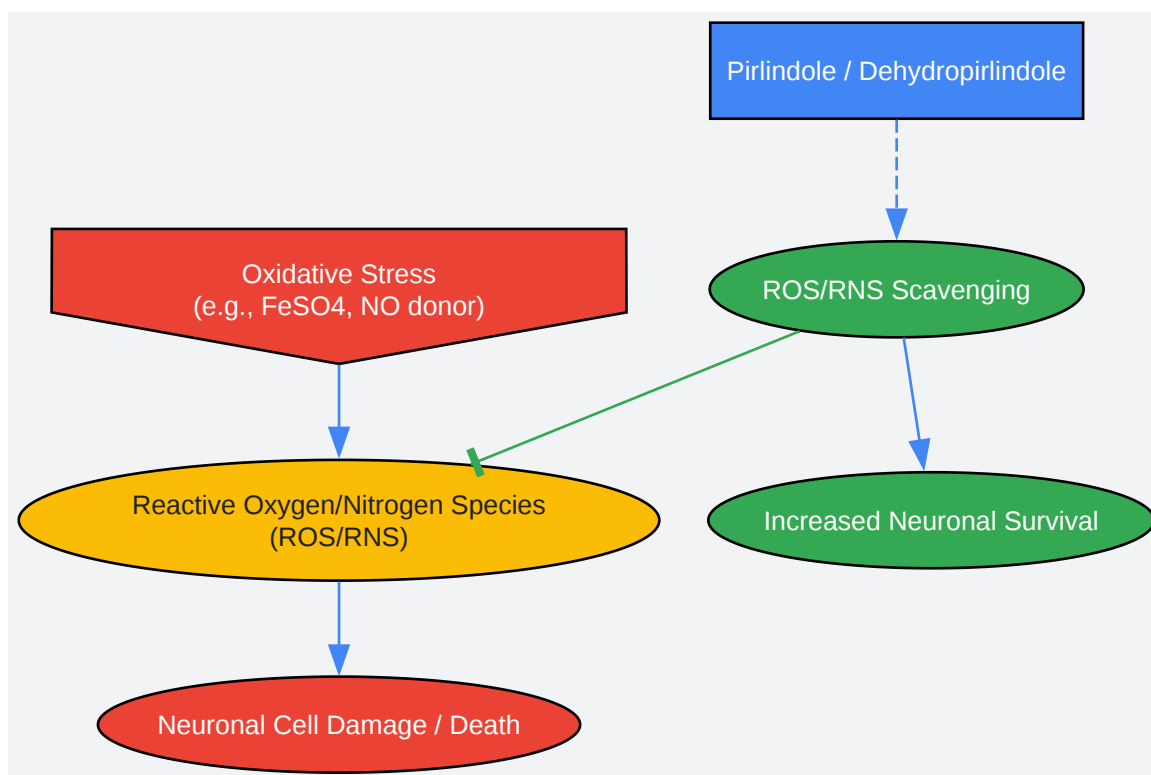 Pirlindole / Dehydropirlindole
Oxidative Stress
(e.g., FeSO4, NO donor)
ROS/RNS Scavenging
Reactive Oxygen/Nitrogen Species
(ROS/RNS)
Increased Neuronal Survival
Neuronal Cell Damage / Death